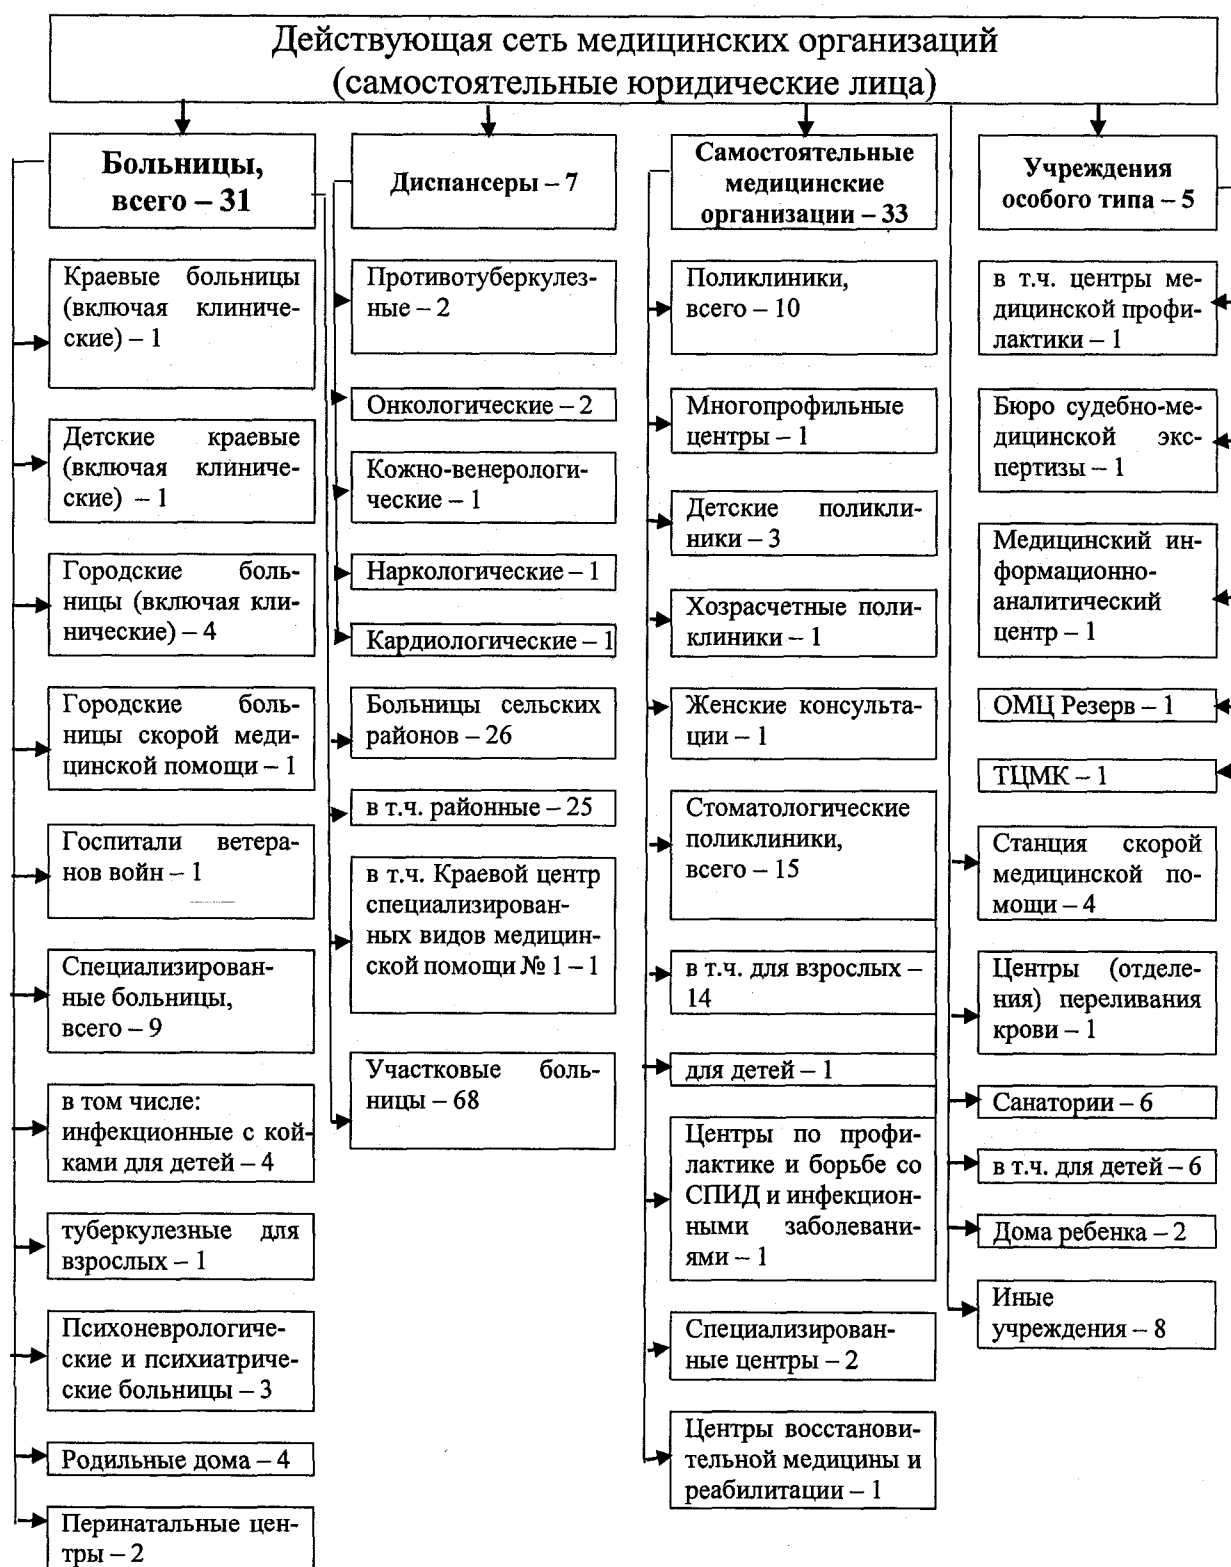 Действующая сеть медицинских организаций
(самостоятельные юридические лица)
Больницы,
всего – 31
Краевые больницы
(включая клиниче-
ские) – 1
Детские краевые
(включая клиниче-
ские) – 1
Городские боль-
ницы (включая кли-
нические) – 4
Городские боль-
ницы скорой меди-
цинской помощи – 1
Госпитали ветера-
нов войн – 1
Специализирован-
ные больницы,
всего – 9
в том числе:
инфекционные с кой-
ками для детей – 4
туберкулезные для
взрослых – 1
Психоневрологиче-
ские и психиатриче-
ские больницы – 3
Родильные дома – 4
Перинатальные цен-
тры – 2
Диспансеры – 7
Противотуберкулез-
ные – 2
Онкологические – 2
Кожно-венерологи-
ческие – 1
Наркологические – 1
Кардиологические – 1
Больницы сельских
районов – 26
в т.ч. районные – 25
в т.ч. Краевой центр
специализирован-
ных видов медицин-
ской помощи № 1 – 1
Участковые боль-
ницы – 68
Самостоятельные
медицинские
организации – 33
Поликлиники,
всего – 10
Многопрофильные
центры – 1
Детские поликли-
ники – 3
Хозрасчетные поли-
клиники – 1
Женские консульта-
ции – 1
Стоматологические
поликлиники,
всего – 15
в т.ч. для взрослых –
14
для детей – 1
Центры по профи-
лактике и борьбе со
СПИД и инфекцион-
ными заболевани-
ями – 1
Специализирован-
ные центры – 2
Центры восстанови-
тельной медицины и
реабилитации – 1
Учреждения
особого типа – 5
в т.ч. центры ме-
дицинской профи-
лактики – 1
Бюро судебно-ме-
дицинской экс-
пертизы – 1
Медицинский ин-
формационно-
аналитический
центр – 1
ОМЦ Резерв – 1
ТЦМК – 1
Станция скорой
медицинской по-
мощи – 4
Центры (отделе-
ния) переливания
крови – 1
Санатории – 6
в т.ч. для детей – 6
Дома ребенка – 2
Иные
учреждения – 8